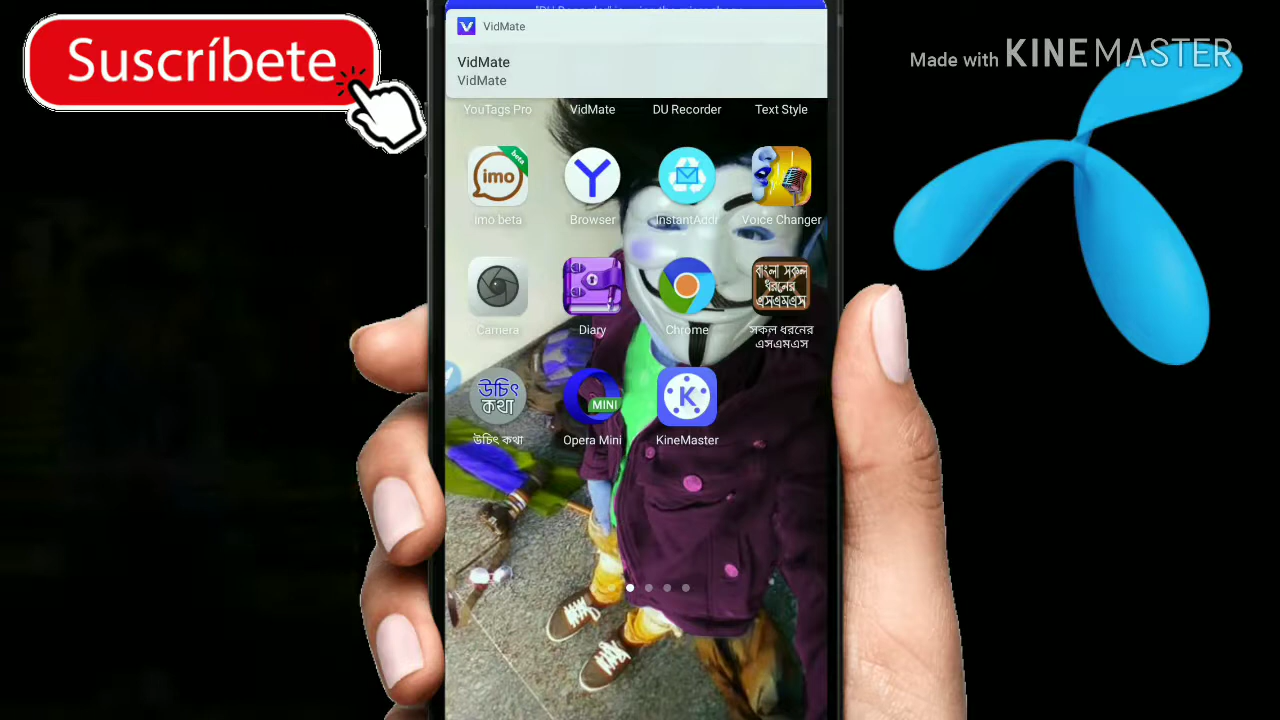 Suscríbete
Made with KINEMASTER
VidMate
VidMate
VidMate
YouTags Pro VidMate DU Recorder Text Style
imo beta
Imo beta Browser InstantAddr Voice Changer
বাংলা সকল
ধরনের
এসএমএস
Camera Diary Chrome সকল ধরনের
এসএমএস
উচিৎ
কথা
MINI
K
উচিৎ কথা Opera Mini KineMaster